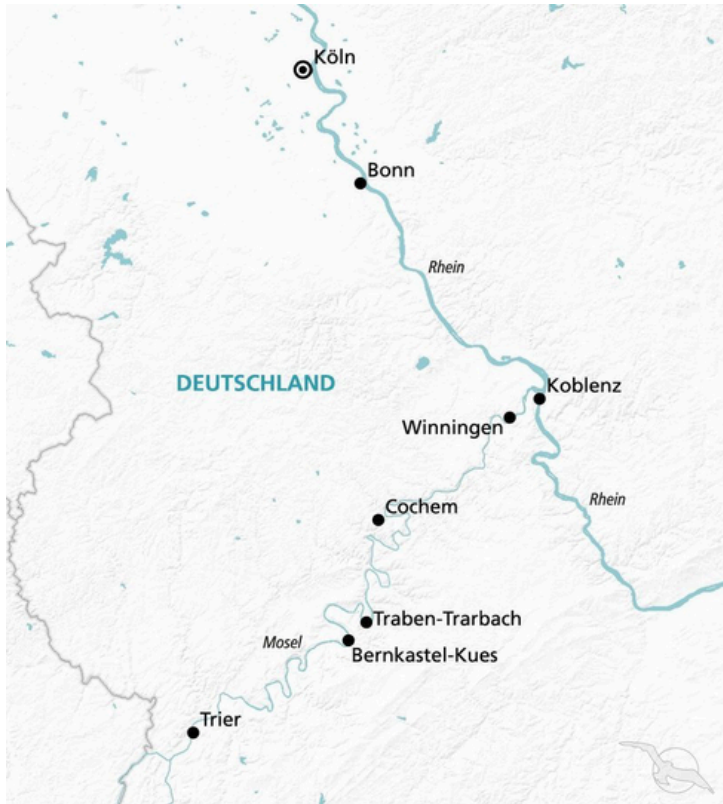 Köln
Bonn
Rhein
DEUTSCHLAND
Koblenz
Winningen
Rhein
Cochem
Traben-Trarbach
Mosel
Bernkastel-Kues
Trier